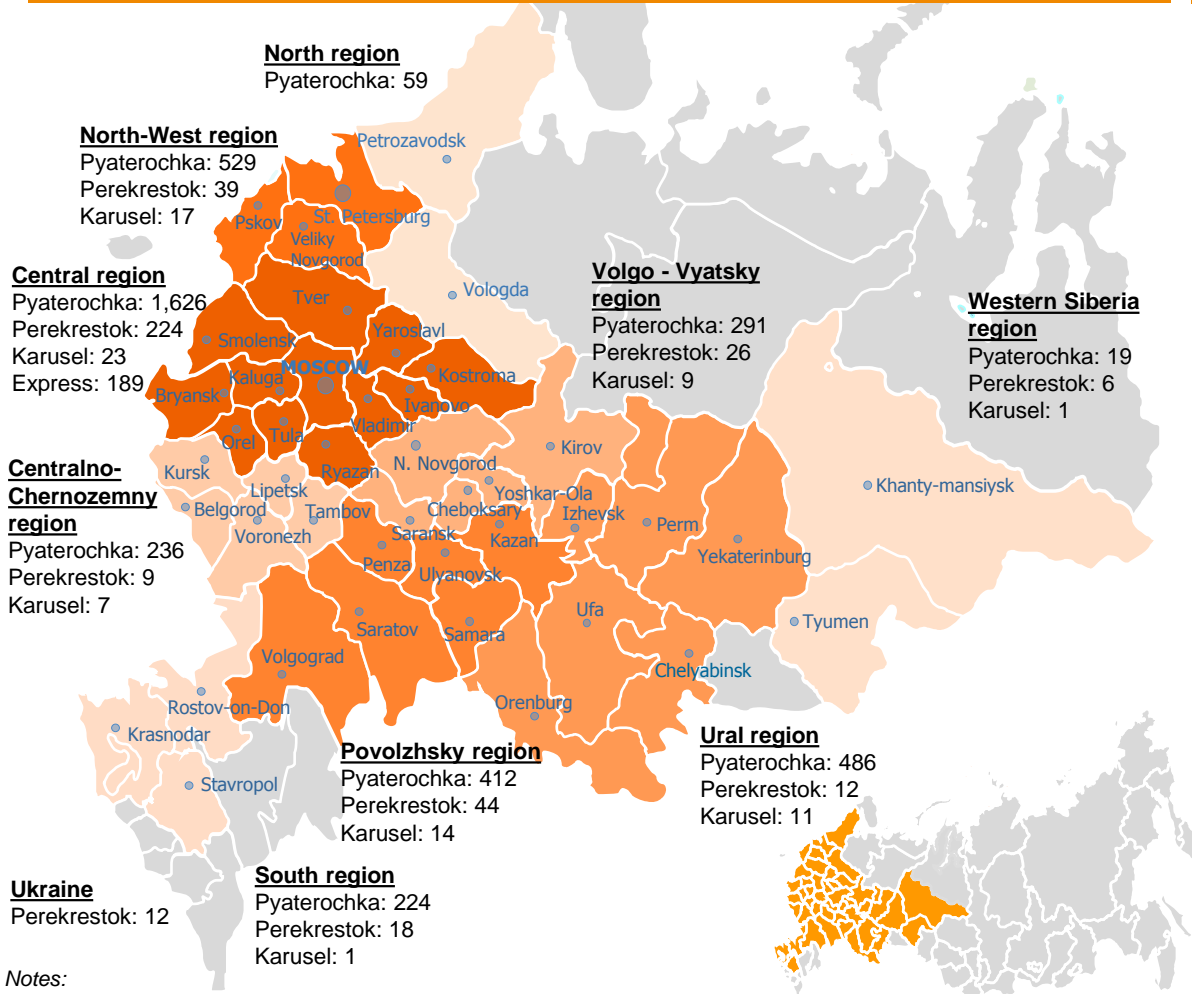 North region
Pyaterochka: 59
North-West region
Pyaterochka: 529
Perekrestok: 39
Karusel: 17
Petrozavodsk
Pskov
St. Petersburg
Veliky
Novgorod
Central region
Pyaterochka: 1,626
Perekrestok: 224
Karusel: 23
Express: 189
Tver
Vologda
Smolensk
Yaroslavl
MOSCOW
Kaluga
Kostroma
Bryansk
Ivanovo
Vladimir
Orel
Tula
Ryazan
Volgo - Vyatsky
region
Pyaterochka: 291
Perekrestok: 26
Karusel: 9
Western Siberia
region
Pyaterochka: 19
Perekrestok: 6
Karusel: 1
Centralno-
Chernozemny
region
Pyaterochka: 236
Perekrestok: 9
Karusel: 7
Kursk
Lipetsk
Belgorod
Tambov
Voronezh
N. Novgorod
Kirov
Yoshkar-Ola
Cheboksary
Izhevsk
Saransk
Kazan
Perm
Penza
Ulyanovsk
Yekaterinburg
Khanty-mansiysk
Ufa
Saratov
Samara
Tyumen
Volgograd
Chelyabinsk
Rostov-on-Don
Orenburg
Krasnodar
Stavropol
Povolzhsky region
Pyaterochka: 412
Perekrestok: 44
Karusel: 14
Ural region
Pyaterochka: 486
Perekrestok: 12
Karusel: 11
Ukraine
Perekrestok: 12
South region
Pyaterochka: 224
Perekrestok: 18
Karusel: 1
Notes: